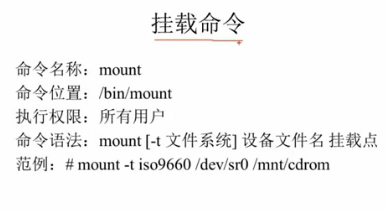 挂载命令
命令名称：mount
命令位置：/bin/mount
执行权限：所有用户
命令语法：mount [-t 文件系统] 设备文件名 挂载点
范例：# mount -t iso9660 /dev/sr0 /mnt/cdrom